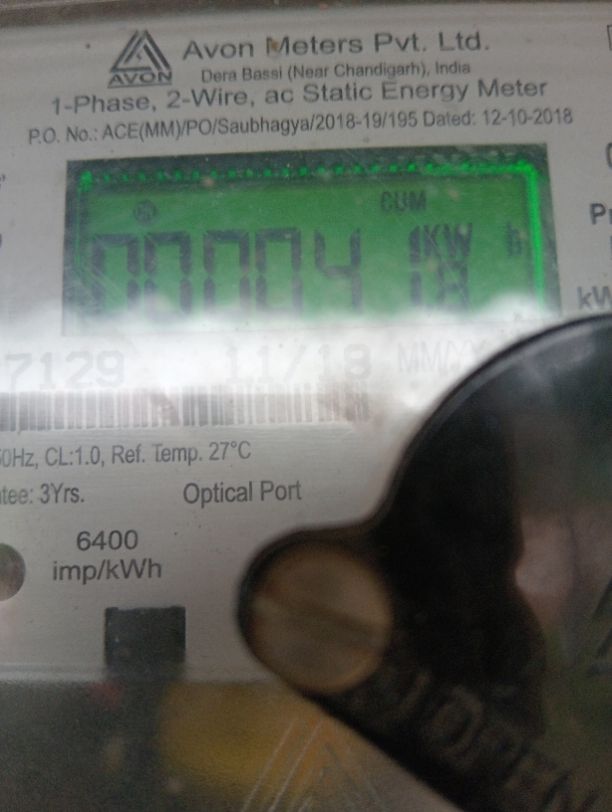 AVON
Avon Meters Pvt. Ltd.
Dera Bassi (Near Chandigarh), India
1-Phase, 2-Wire, ac Static Energy Meter
P.O. No.: ACE(MM)/PO/Saubhagya/2018-19/195 Dated: 12-10-2018
CUM
KW
7129 11/18
0Hz, CL:1.0, Ref. Temp. 27°C
tee: 3Yrs. Optical Port
6400
imp/kWh